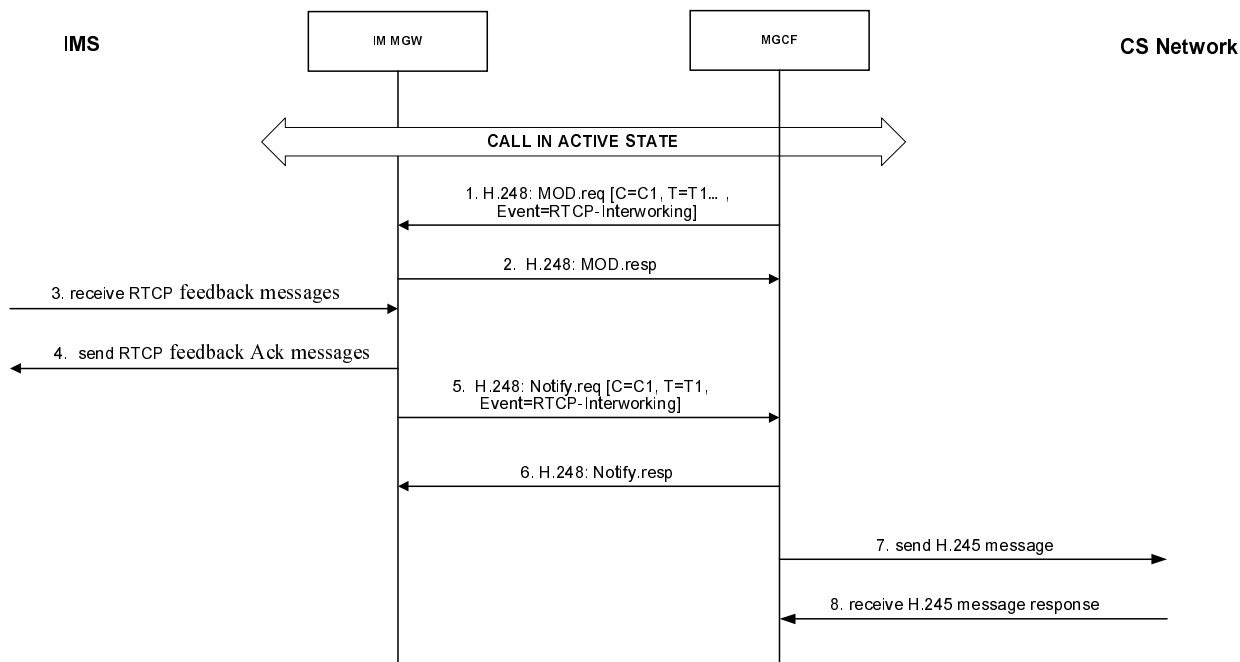 IMS
IM MGW
MGCF
CS Network
CALL IN ACTIVE STATE
1. H.248: MOD.req [C=C1, T=T1... ,
Event=RTCP-Interworking]
2. H.248: MOD.resp
3. receive RTCP feedback messages
4. send RTCP feedback Ack messages
5. H.248: Notify.req [C=C1, T=T1,
Event=RTCP-Interworking]
6. H.248: Notify.resp
7. send H.245 message
8. receive H.245 message response